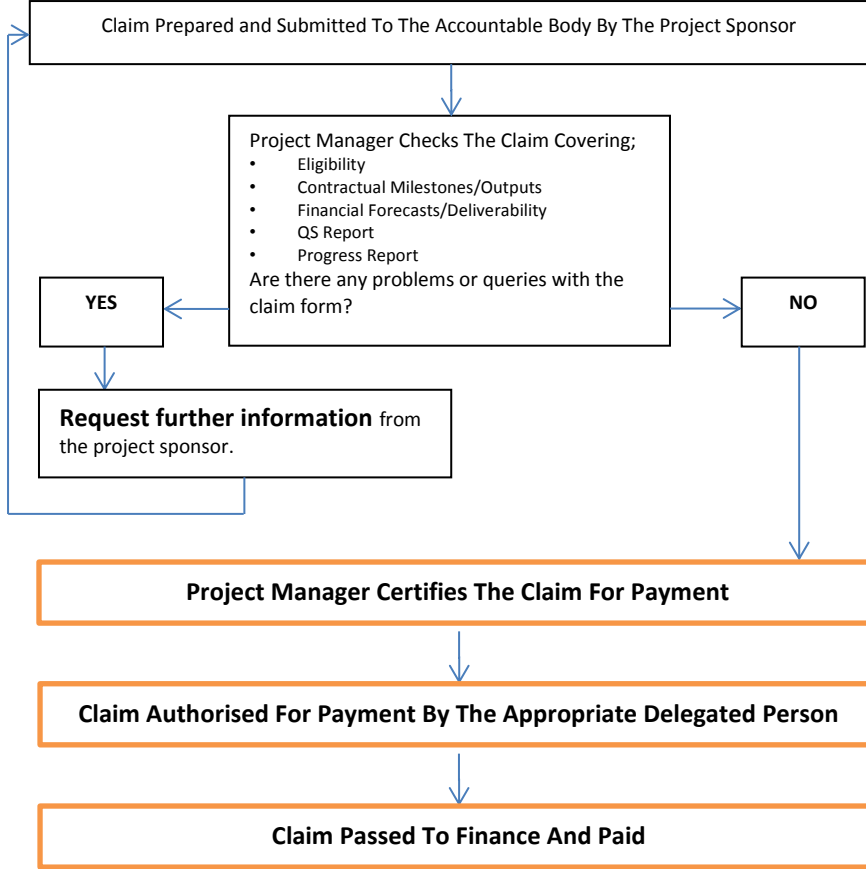 Claim Prepared and Submitted To The Accountable Body By The Project Sponsor
Project Manager Checks The Claim Covering;
• Eligibility
• Contractual Milestones/Outputs
• Financial Forecasts/Deliverability
• QS Report
• Progress Report
Are there any problems or queries with the
claim form?
YES
NO
Request further information from
the project sponsor.
Project Manager Certifies The Claim For Payment
Claim Authorised For Payment By The Appropriate Delegated Person
Claim Passed To Finance And Paid